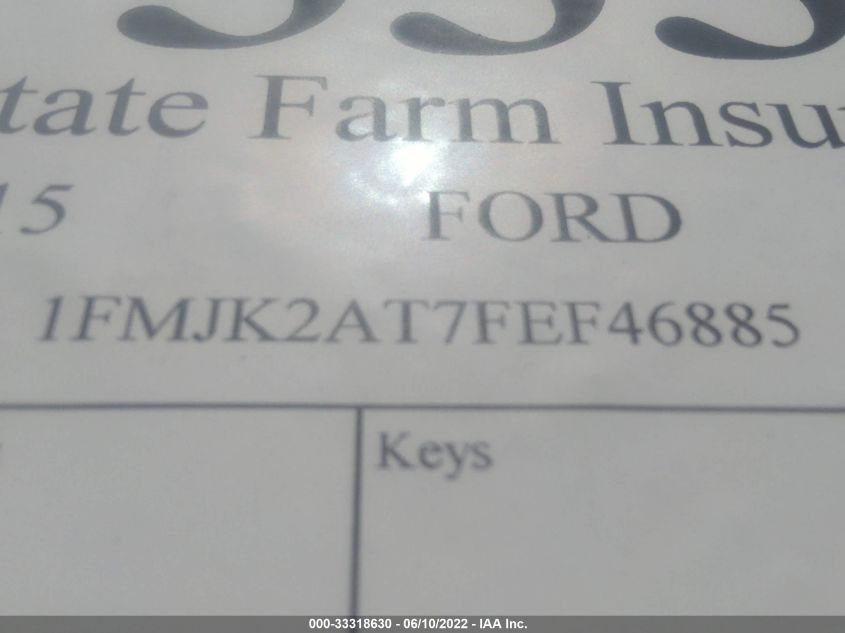 tate Farm Insu
15 FORD
1FMJK2AT7FEF46885
Keys
000-33318630 - 06/10/2022 - IAA Inc.